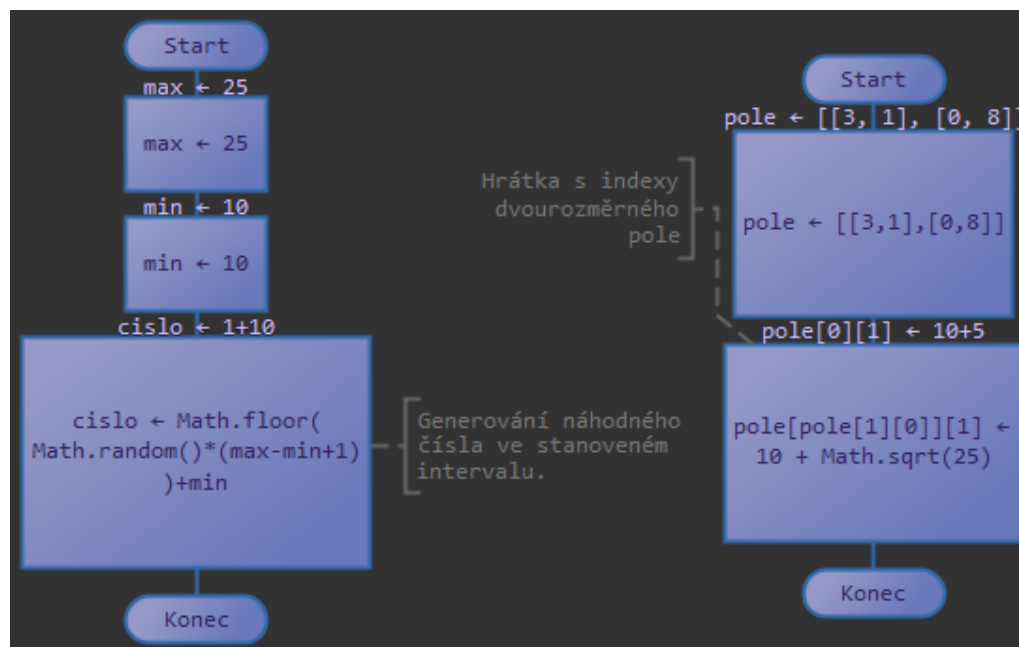 Start
max ← 25
max ← 25
min ← 10
min ← 10
cislo ← 1+10
cislo ← Math.floor(
Math.random()*(max-min+1)
)+min
Generování náhodného
čísla ve stanoveném
intervalu.
Konec
Start
pole ← [[3, 1], [0, 8]]
Hrátka s indexy
dvourozměrného
pole
pole ← [[3,1],[0,8]]
pole[0][1] ← 10+5
pole[pole[1][0]][1] ←
10 + Math.sqrt(25)
Konec